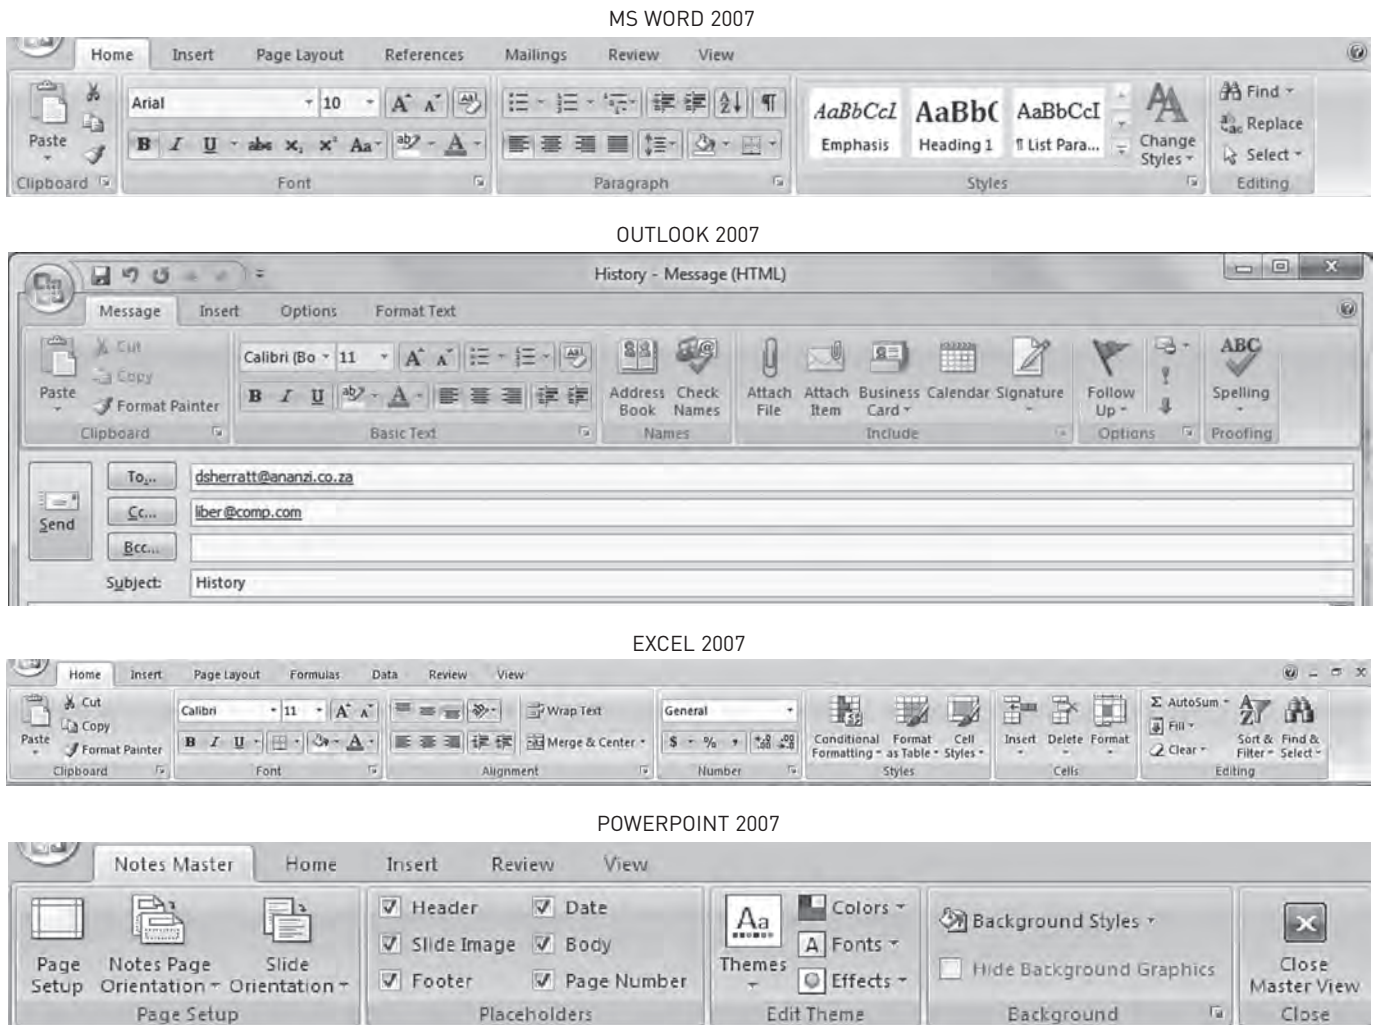 MS WORD 2007
Home Insert Page Layout References Mailings Review View
Arial 10 A A
Paste B I U abc x, x² Aa ab A
AaBbCcI AaBb( AaBbCcI
Emphasis Heading 1 ¶ List Para... Change Styles
Find
Replace
Select
Clipboard Font Paragraph Styles Editing
OUTLOOK 2007
History - Message (HTML)
Message Insert Options Format Text
Paste Cut
Copy
Format Painter
Calibri (Bo 11 A A
B I U ab A
Address Book Check Names Attach File Attach Item Business Card Calendar Signature Follow Up ABC Spelling
Clipboard Basic Text Names Include Options Proofing
Send
To... dsherratt@ananzi.co.za
Cc... liber@comp.com
Bcc...
Subject: History
EXCEL 2007
Home Insert Page Layout Formulas Data Review View
Paste Cut
Copy
Format Painter
Calibri 11 A A
B I U A
Wrap Text
Merge & Center
General
$ % , .00 .00
Conditional Formatting Format as Table Cell Styles Insert Delete Format
Σ AutoSum
Fill
Clear
Sort & Filter Find & Select
Clipboard Font Alignment Number Styles Cells Editing
POWERPOINT 2007
Notes Master Home Insert Review View
Page Setup Notes Page Orientation Slide Orientation
Header Date
Slide Image Body
Footer Page Number
Aa Themes Colors
A Fonts
Effects
Background Styles
Hide Background Graphics
Close Master View
Page Setup Placeholders Edit Theme Background Close